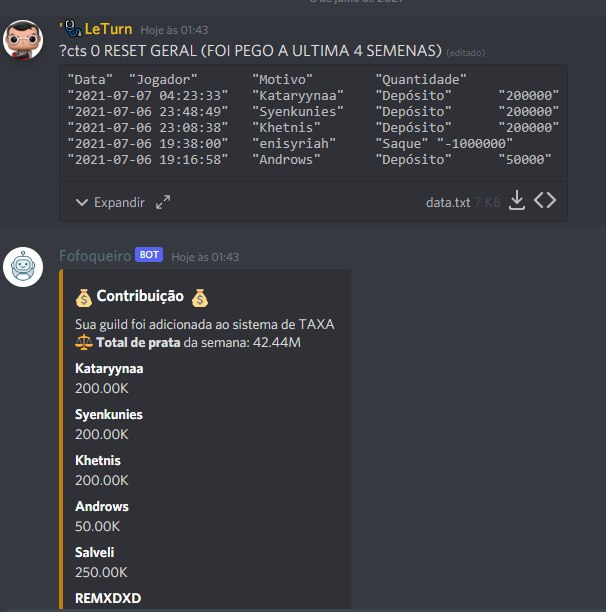 ' LeTurn Hoje às 01:43
?cts 0 RESET GERAL (FOI PEGO A ULTIMA 4 SEMENAS) (editado)
"Data" "Jogador" "Motivo" "Quantidade"
"2021-07-07 04:23:33" "Kataryynaa" "Depósito" "200000"
"2021-07-06 23:48:49" "Syenkunies" "Depósito" "200000"
"2021-07-06 23:08:38" "Khetnis" "Depósito" "200000"
"2021-07-06 19:38:00" "enisyriah" "Saque" "-1000000"
"2021-07-06 19:16:58" "Androws" "Depósito" "50000"
Expandir data.txt 7 KB
Fofoqueiro BOT Hoje às 01:43
Contribuição
Sua guild foi adicionada ao sistema de TAXA
Total de prata da semana: 42.44M
Kataryynaa
200.00K
Syenkunies
200.00K
Khetnis
200.00K
Androws
50.00K
Salveli
250.00K
REMXDXD